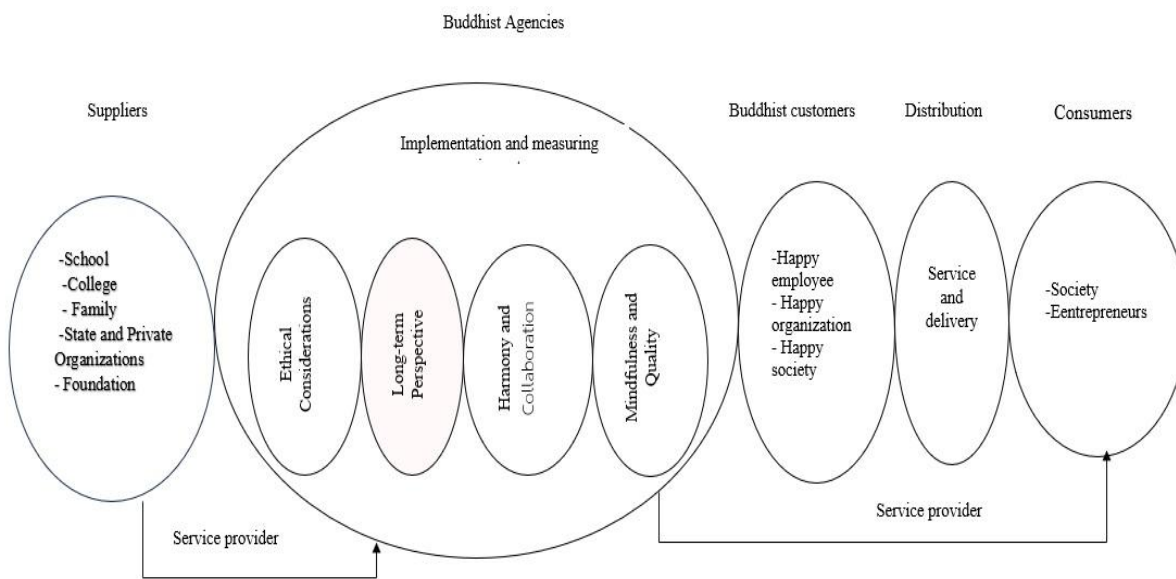 Buddhist Agencies
Suppliers
Buddhist customers
Distribution
Consumers
Implementation and measuring
-School
-College
- Family
-State and Private
Organizations
- Foundation
Ethical
Considerations
Long-term
Perspective
Harmony and
Collaboration
Mindfulness and
Quality
-Happy
employee
- Happy
organization
- Happy
society
Service
and
delivery
-Society
-Eentrepreneurs
Service provider
Service provider